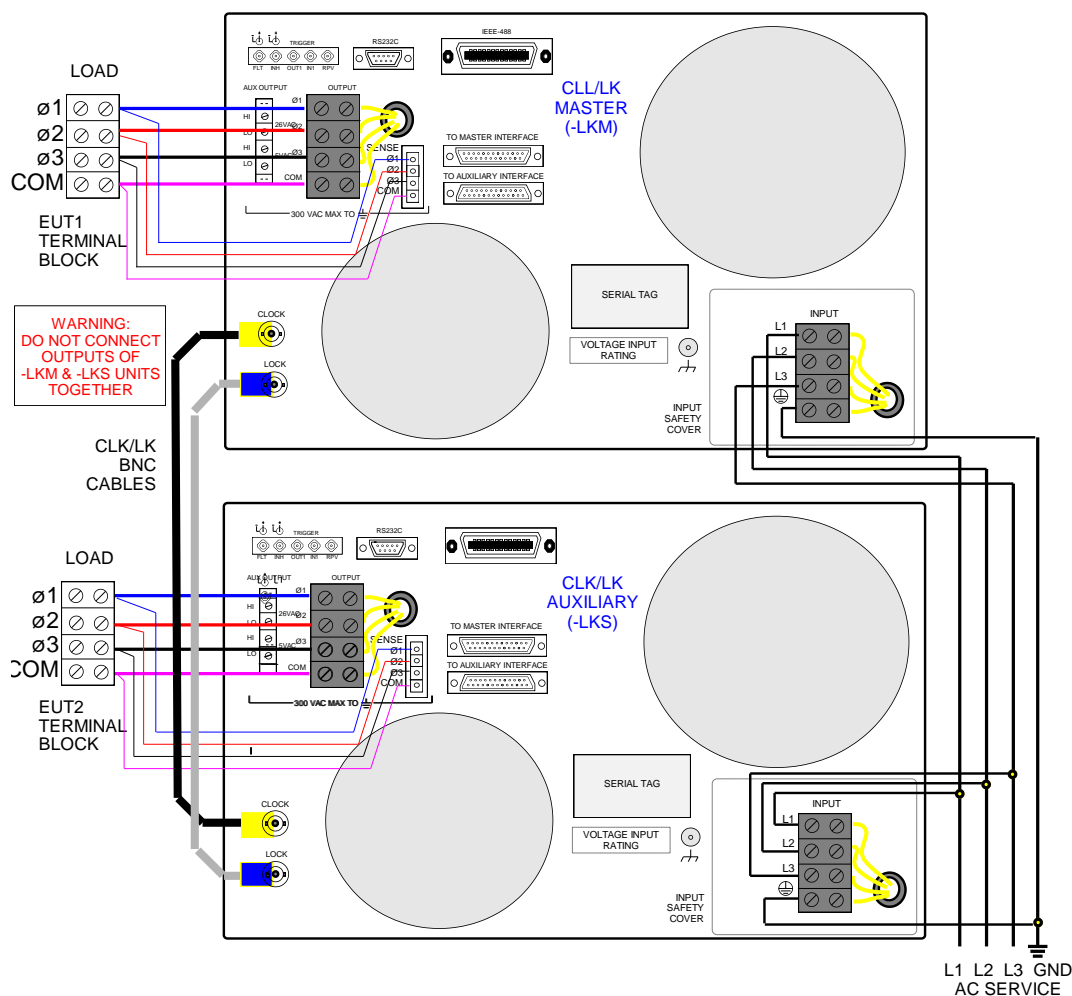 IEEE-488
TRIGGER
RS232C
FLT INH OUT1 IN1 RPV
LOAD
CLL/LK
MASTER
(-LKM)
AUX OUTPUT
OUTPUT
ø1
ø2
ø3
COM
HI
LO
HI
LO
26VAC
5VAC
Ø1
Ø2
Ø3
COM
SENSE
Ø1
Ø2
Ø3
COM
TO MASTER INTERFACE
TO AUXILIARY INTERFACE
300 VAC MAX TO
EUT1
TERMINAL
BLOCK
SERIAL TAG
VOLTAGE INPUT
RATING
INPUT
L1
L2
L3
INPUT
SAFETY
COVER
WARNING:
DO NOT CONNECT
OUTPUTS OF
-LKM & -LKS UNITS
TOGETHER
CLOCK
LOCK
CLK/LK
BNC
CABLES
TRIGGER
RS232C
FLT INH OUT1 IN1 RPV
LOAD
CLK/LK
AUXILIARY
(-LKS)
AUX OUTPUT
L1
OUTPUT
ø1
ø2
ø3
COM
HI
LO
HI
LO
26VAC
5VAC
Ø1
Ø2
Ø3
COM
SENSE
Ø1
Ø2
Ø3
COM
TO MASTER INTERFACE
TO AUXILIARY INTERFACE
300 VAC MAX TO
EUT2
TERMINAL
BLOCK
SERIAL TAG
VOLTAGE INPUT
RATING
INPUT
L1
L2
L3
INPUT
SAFETY
COVER
CLOCK
LOCK
L1 L2 L3 GND
AC SERVICE